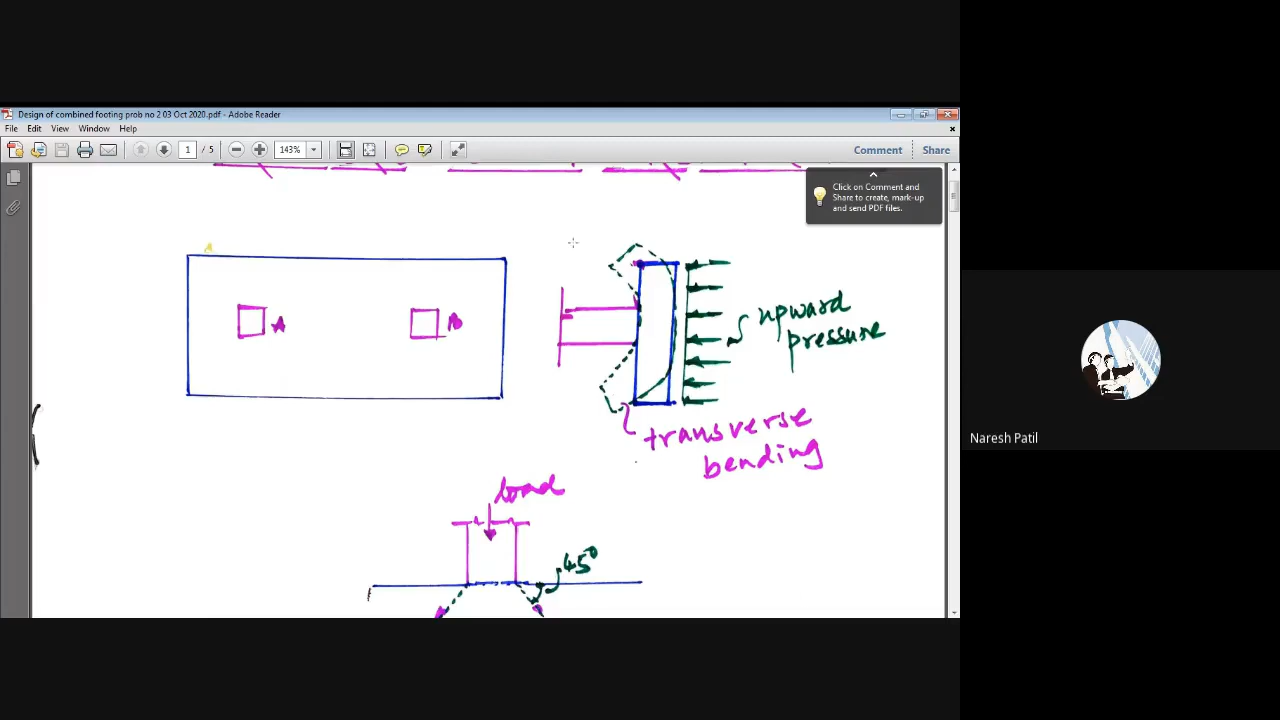 Design of combined footing prob no 2 03 Oct 2020.pdf - Adobe Reader
File Edit View Window Help
1 / 5 143% Comment Share
Click on Comment and
Share to create, mark-up
and send PDF files.
A
A
B
upward
pressure
transverse
bending
load
45°
Naresh Patil